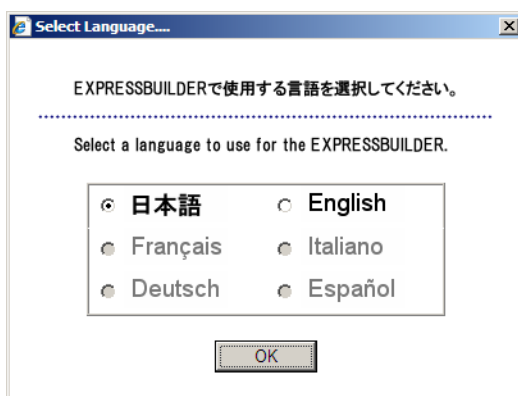 Select Language....
EXPRESSBUILDERで使用する言語を選択してください。
Select a language to use for the EXPRESSBUILDER.
日本語 English
Français Italiano
Deutsch Español
OK